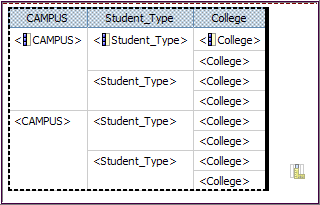 CAMPUS Student_Type College
<CAMPUS> <Student_Type> <College>
<College>
<Student_Type> <College>
<College>
<CAMPUS> <Student_Type> <College>
<College>
<Student_Type> <College>
<College>